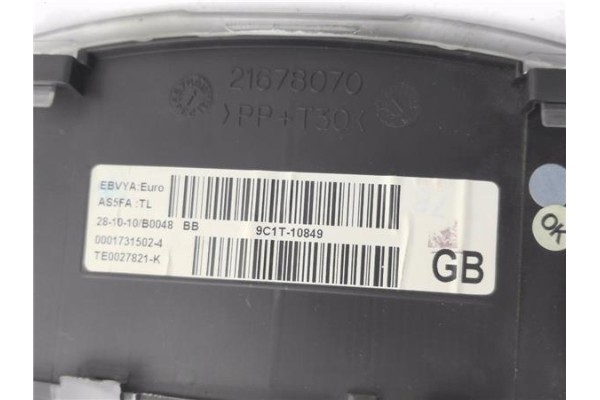 21678070
>PP+T30<
EBVYA:Euro
AS5FA :TL
28-10-10/B0048 BB
9C1T-10849
0001731502-4
TE0027821-K
GB
OK